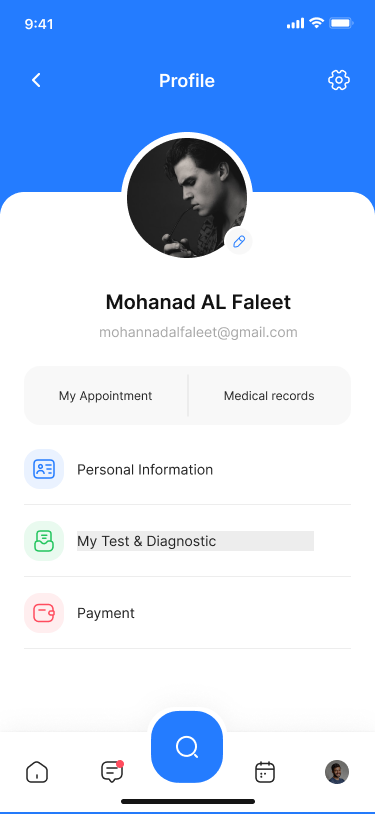 9:41
Profile
Mohanad AL Faleet
mohannadalfaleet@gmail.com
My Appointment
Medical records
Personal Information
My Test & Diagnostic
Payment